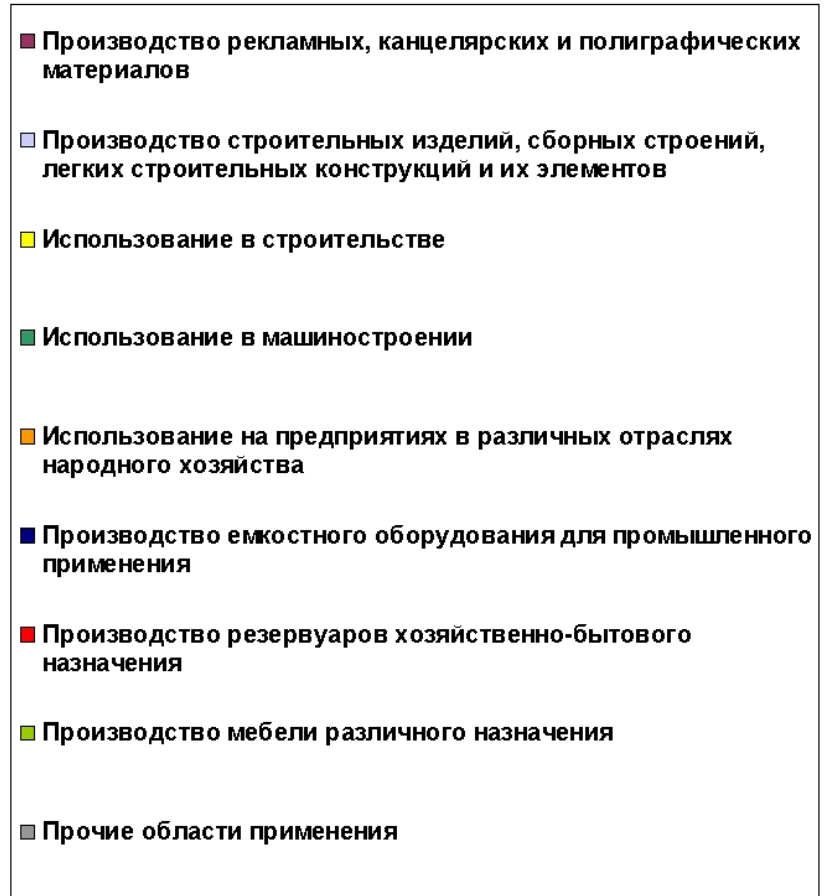 Производство рекламных, канцелярских и полиграфических
материалов
Производство строительных изделий, сборных строений,
легких строительных конструкций и их элементов
Использование в строительстве
Использование в машиностроении
Использование на предприятиях в различных отраслях
народного хозяйства
Производство емкостного оборудования для промышленного
применения
Производство резервуаров хозяйственно-бытового
назначения
Производство мебели различного назначения
Прочие области применения